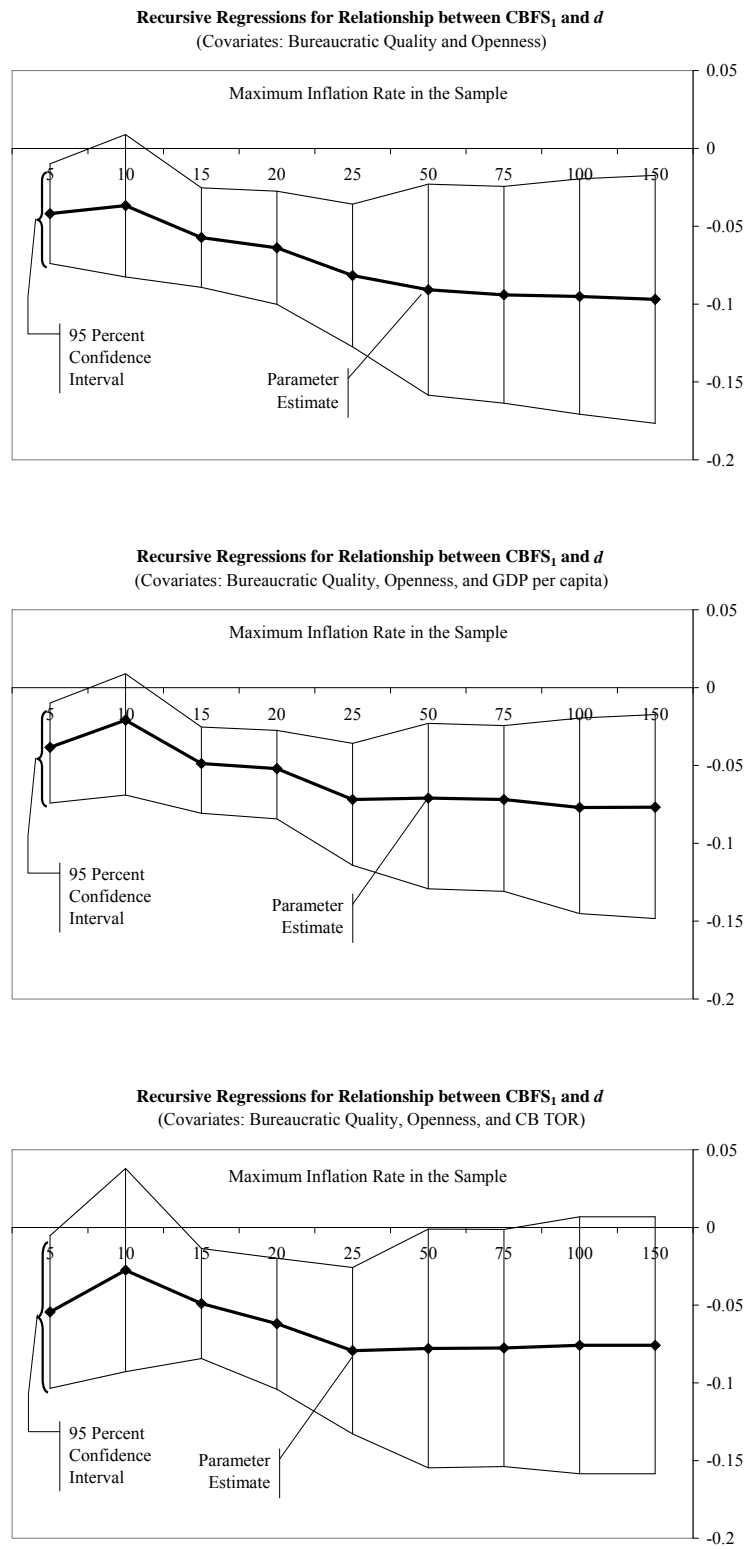 Recursive Regressions for Relationship between CBFS₁ and d
(Covariates: Bureaucratic Quality and Openness)
0.05
Maximum Inflation Rate in the Sample
0
5 10 15 20 25 50 75 100 150
-0.05
-0.1
95 Percent
Confidence
Interval
Parameter
Estimate
-0.15
-0.2
Recursive Regressions for Relationship between CBFS₁ and d
(Covariates: Bureaucratic Quality, Openness, and GDP per capita)
0.05
Maximum Inflation Rate in the Sample
0
5 10 15 20 25 50 75 100 150
-0.05
-0.1
95 Percent
Confidence
Interval
Parameter
Estimate
-0.15
-0.2
Recursive Regressions for Relationship between CBFS₁ and d
(Covariates: Bureaucratic Quality, Openness, and CB TOR)
0.05
Maximum Inflation Rate in the Sample
0
5 10 15 20 25 50 75 100 150
-0.05
-0.1
95 Percent
Confidence
Interval
Parameter
Estimate
-0.15
-0.2